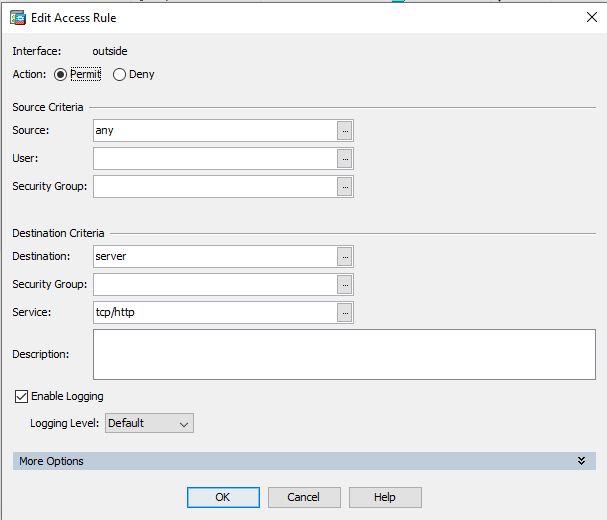 Edit Access Rule
Interface: outside
Action: Permit Deny
Source Criteria
Source: any ...
User: ...
Security Group: ...
Destination Criteria
Destination: server ...
Security Group: ...
Service: tcp/http ...
Description:
Enable Logging
Logging Level: Default
More Options
OK Cancel Help